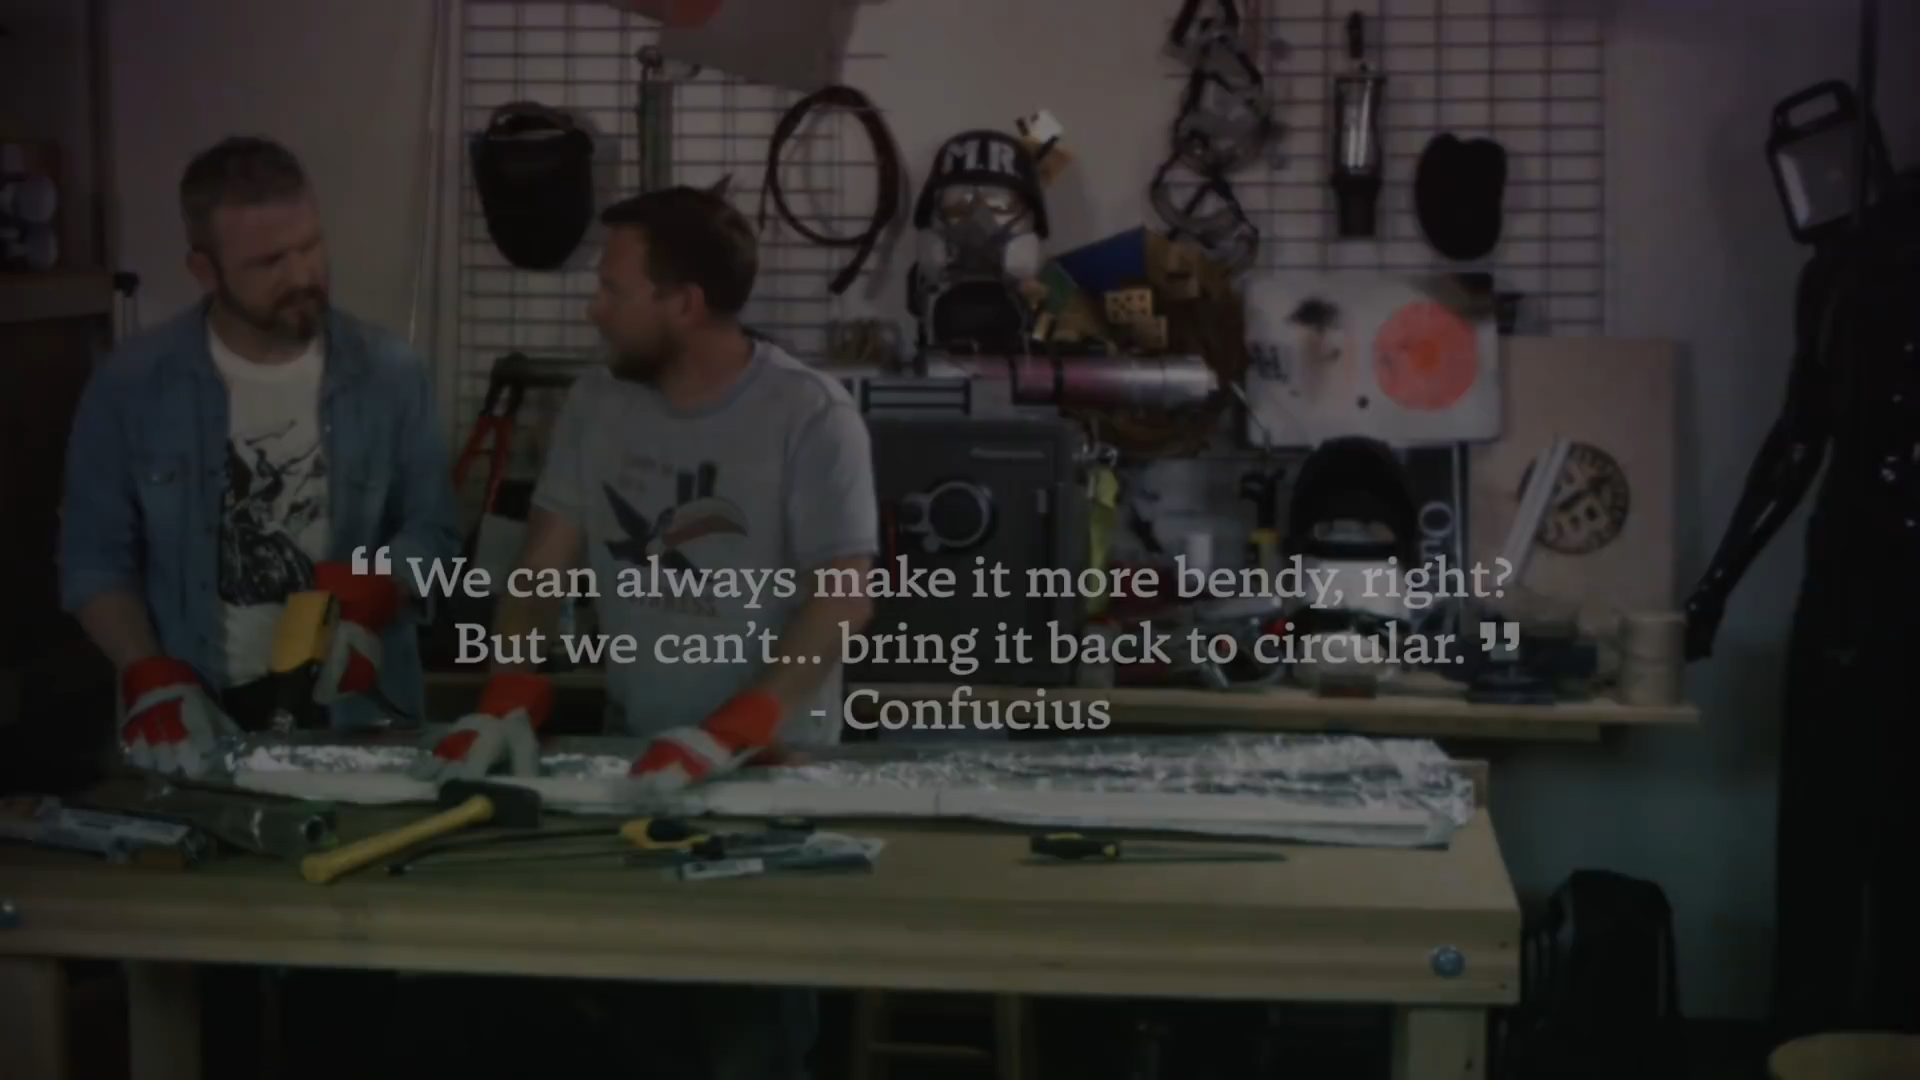 M.R.
“ We can always make it more bendy, right?
But we can’t... bring it back to circular. ”
- Confucius